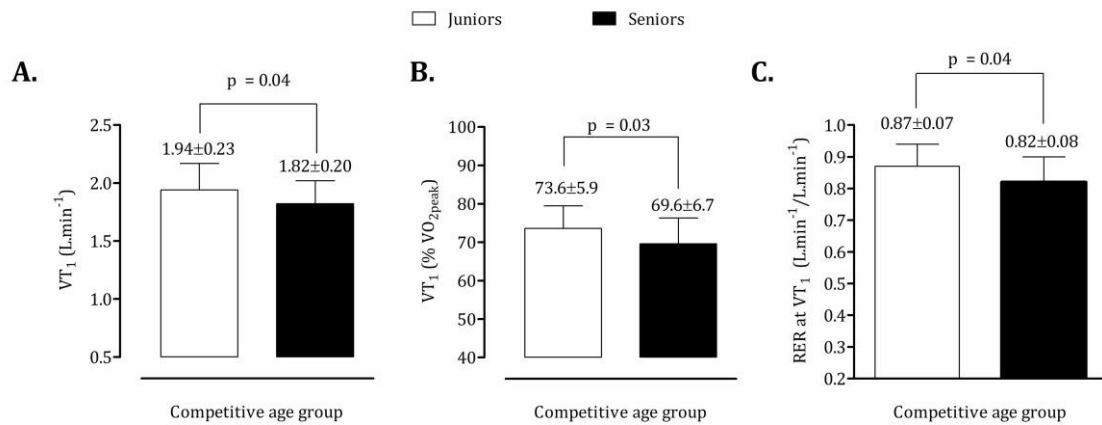 Juniors
Seniors
A.
p = 0.04
2.5
2.0
1.5
1.0
0.5
VT₁ (L.min⁻¹)
1.94±0.23
1.82±0.20
Competitive age group
B.
p = 0.03
100
90
80
70
60
50
40
VT₁ (% VO₂peak)
73.6±5.9
69.6±6.7
Competitive age group
C.
p = 0.04
1.0
0.9
0.8
0.7
0.6
0.5
0.4
0.3
0.2
RER at VT₁ (L.min⁻¹/L.min⁻¹)
0.87±0.07
0.82±0.08
Competitive age group